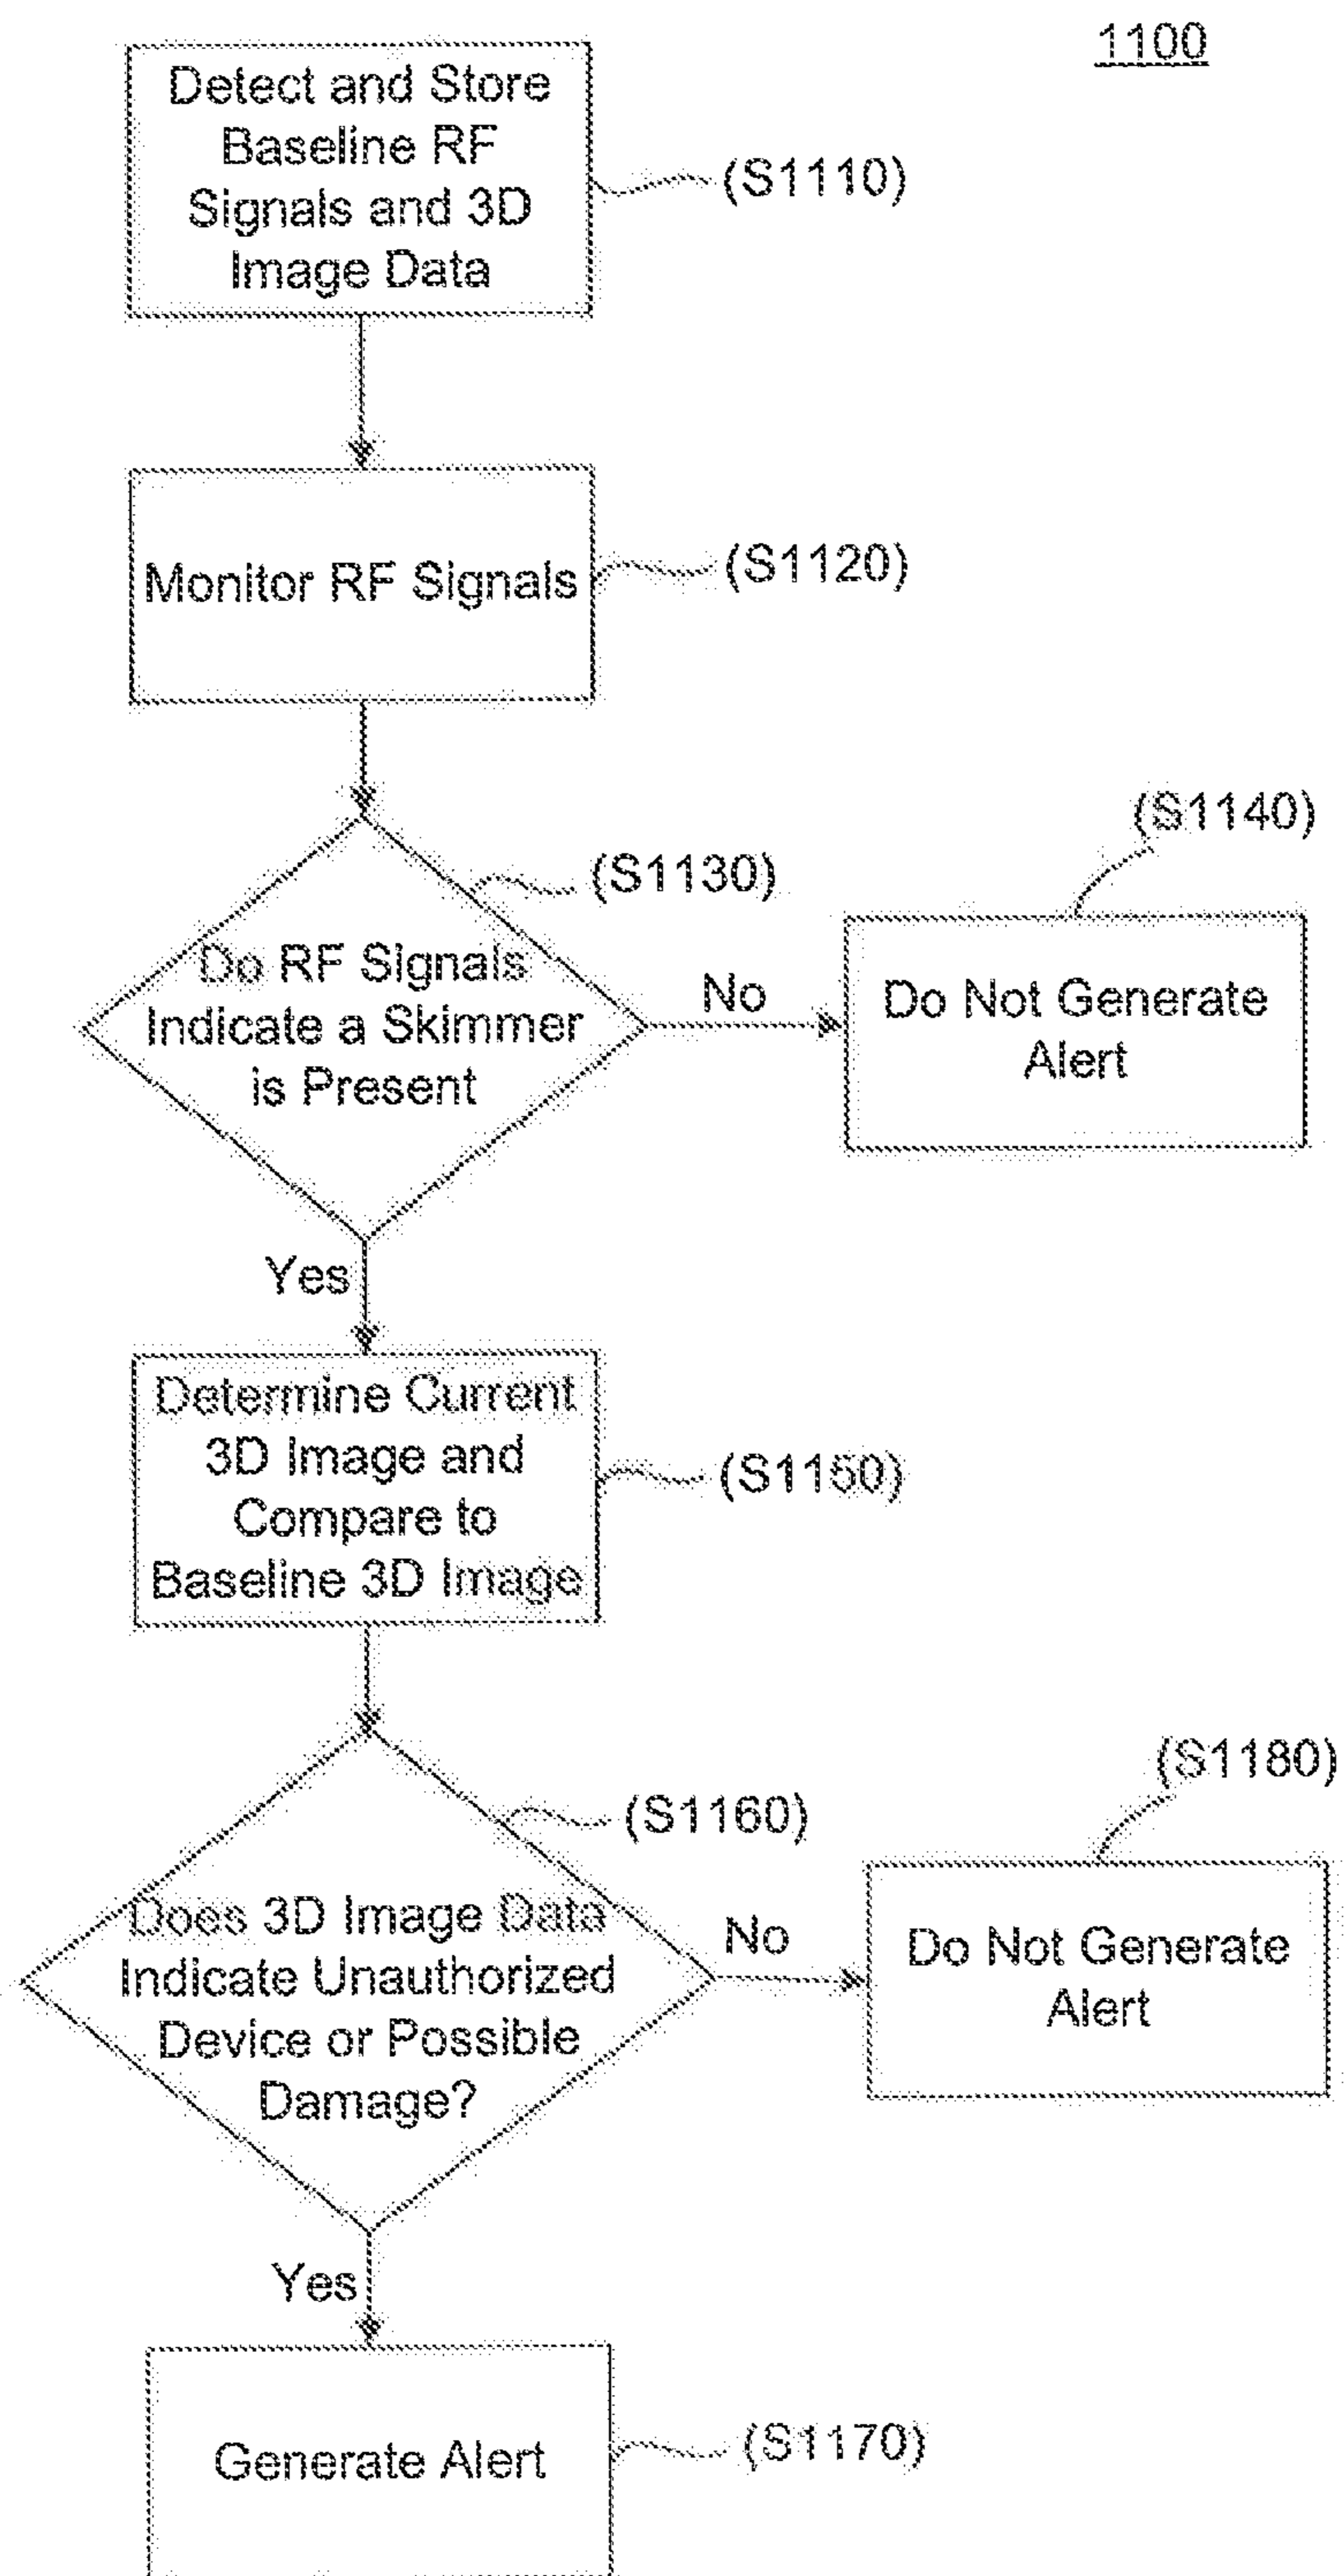 1100
Detect and Store
Baseline RF
Signals and 3D
Image Data
(S1110)
Monitor RF Signals
(S1120)
(S1130)
Do RF Signals
Indicate a Skimmer
is Present
No
(S1140)
Do Not Generate
Alert
Yes
Determine Current
3D Image and
Compare to
Baseline 3D Image
(S1150)
(S1160)
Does 3D Image Data
Indicate Unauthorized
Device or Possible
Damage?
No
(S1180)
Do Not Generate
Alert
Yes
Generate Alert
(S1170)